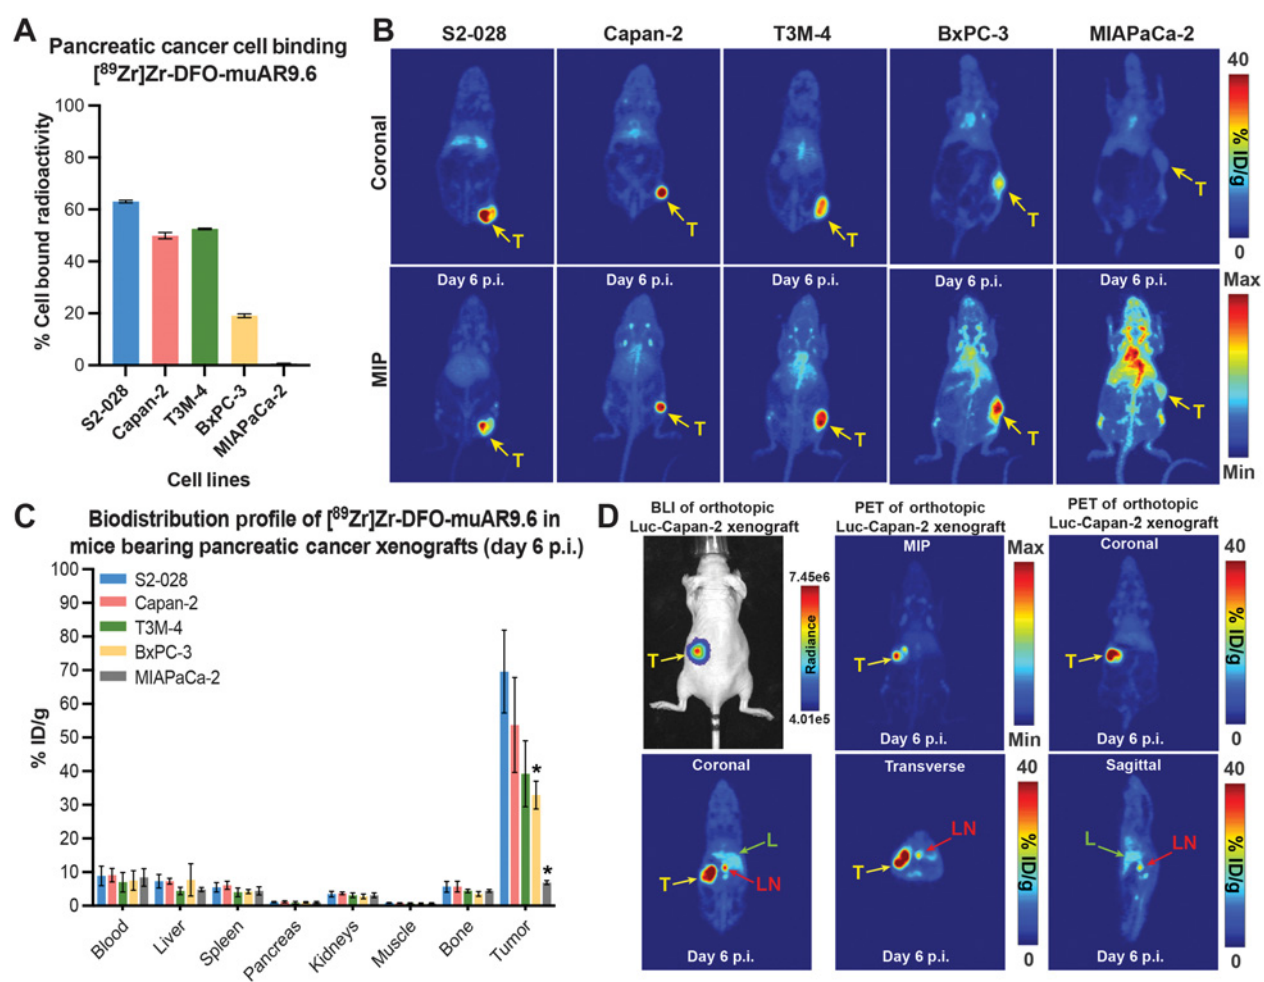 A
Pancreatic cancer cell binding
[89Zr]Zr-DFO-muAR9.6
% Cell bound radioactivity
100
80
60
40
20
0
S2-028
Capan-2
T3M-4
BxPC-3
MIAPaCa-2
Cell lines
B
S2-028
Capan-2
T3M-4
BxPC-3
MIAPaCa-2
Coronal
T
T
T
T
T
40
% ID/g
0
MIP
Day 6 p.i.
Day 6 p.i.
Day 6 p.i.
Day 6 p.i.
Day 6 p.i.
T
T
T
T
T
Max
Min
C
Biodistribution profile of [89Zr]Zr-DFO-muAR9.6 in
mice bearing pancreatic cancer xenografts (day 6 p.i.)
% ID/g
100
90
80
70
60
50
40
30
20
10
0
S2-028
Capan-2
T3M-4
BxPC-3
MIAPaCa-2
*
*
Blood
Liver
Spleen
Pancreas
Kidneys
Muscle
Bone
Tumor
D
BLI of orthotopic
Luc-Capan-2 xenograft
T
7.45e6
Radiance
4.01e5
PET of orthotopic
Luc-Capan-2 xenograft
MIP
T
Day 6 p.i.
Max
Min
PET of orthotopic
Luc-Capan-2 xenograft
Coronal
T
Day 6 p.i.
40
% ID/g
0
Coronal
L
T
LN
Day 6 p.i.
Transverse
LN
T
Day 6 p.i.
40
% ID/g
0
Sagittal
L
LN
Day 6 p.i.
40
% ID/g
0